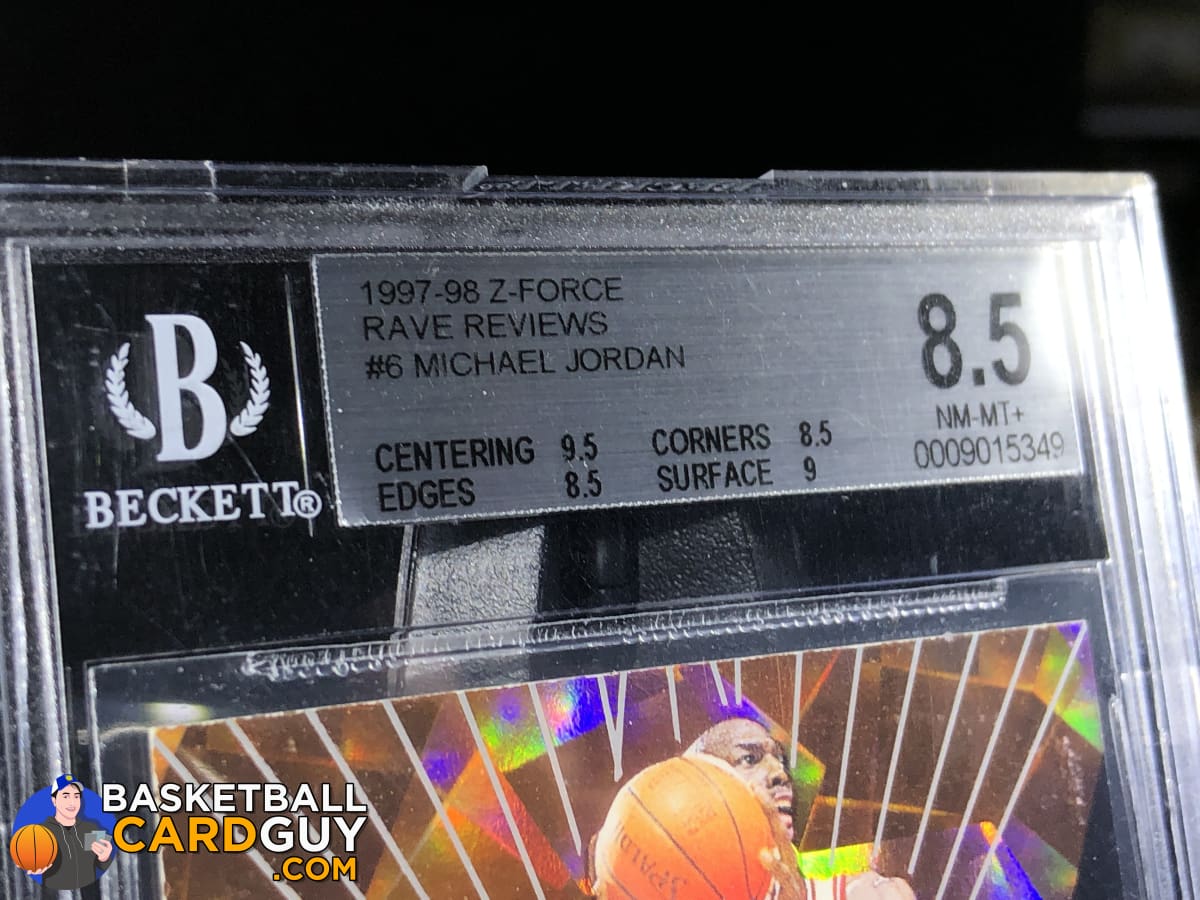 B
BECKETT®
1997-98 Z-FORCE
RAVE REVIEWS
#6 MICHAEL JORDAN
CENTERING 9.5 CORNERS 8.5
EDGES 8.5 SURFACE 9
8.5
NM-MT+
0009015349
SPALDI
BASKETBALL
CARDGUY
.COM